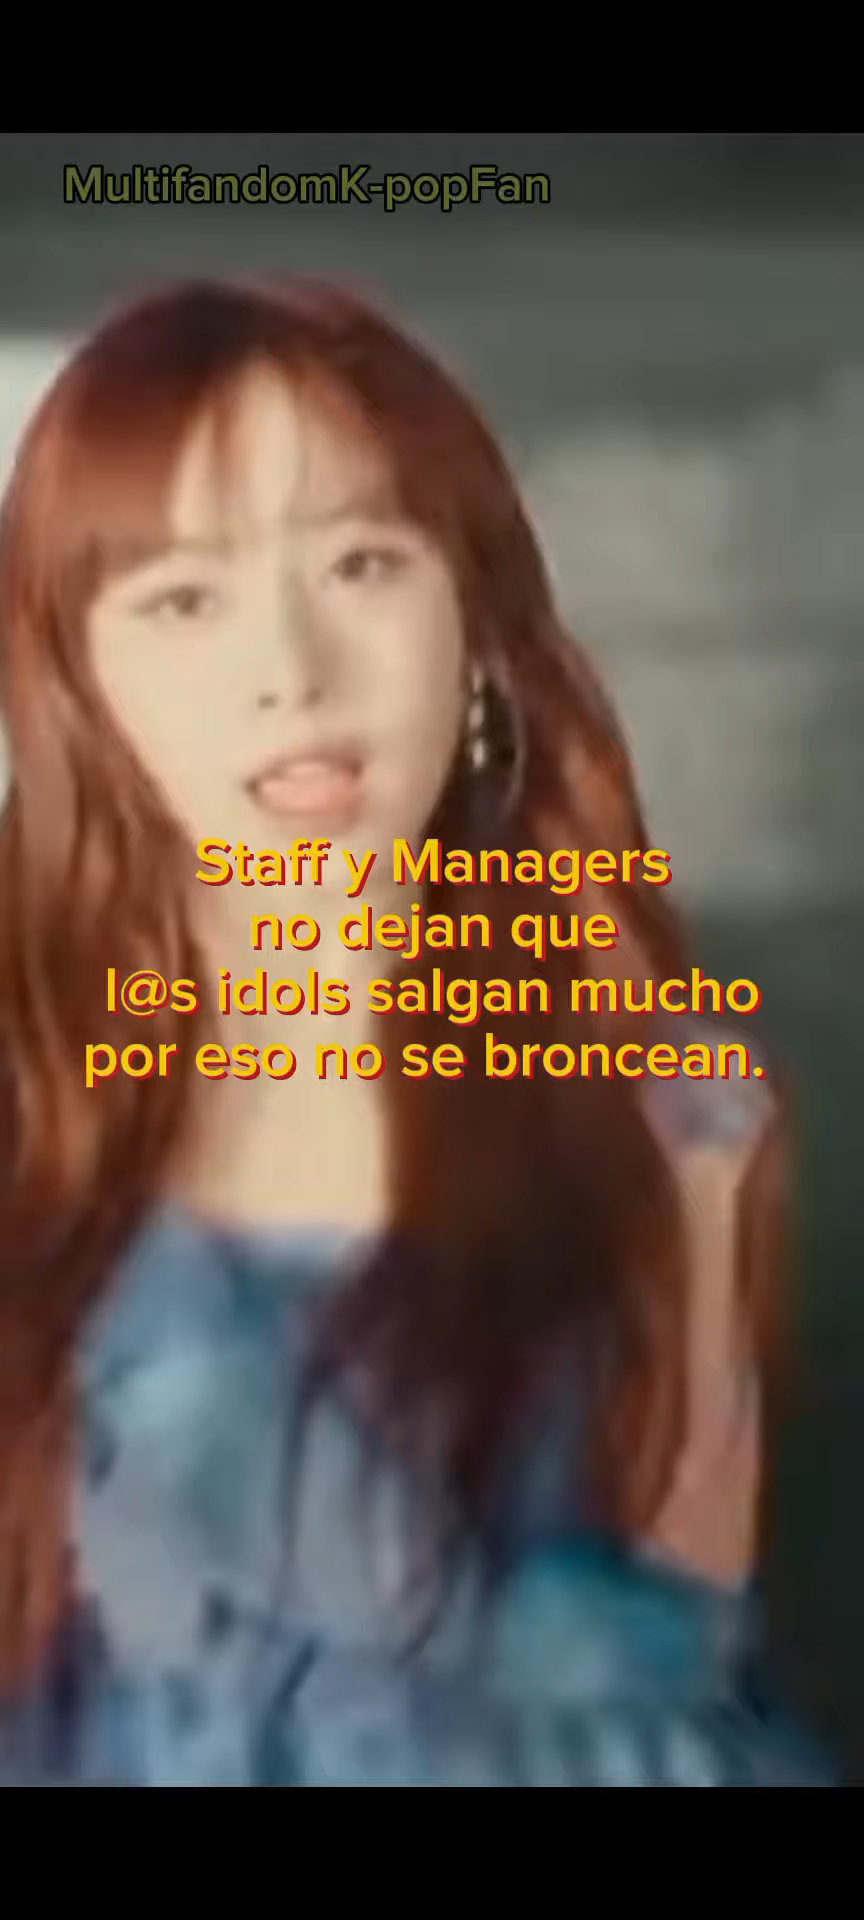 MultifandomK-popFan
Staff y Managers
no dejan que
l@s idols salgan mucho
por eso no se broncean.